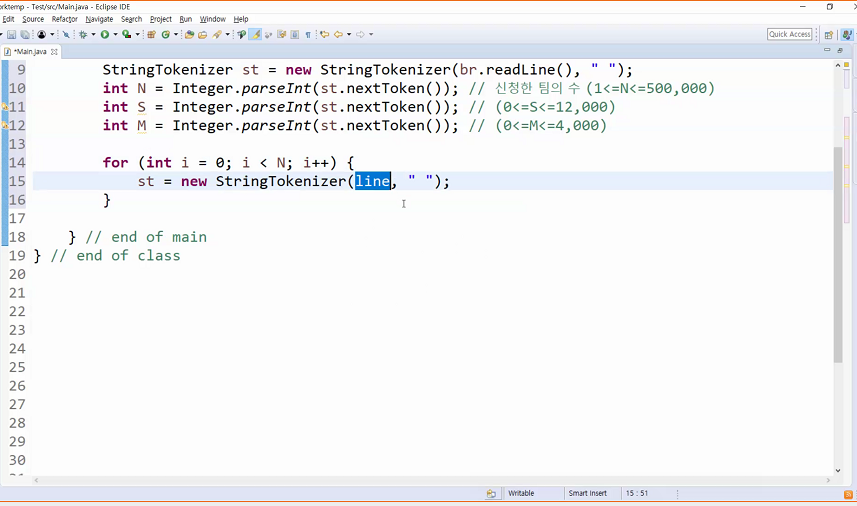 orktemp - Test/src/Main.java - Eclipse IDE
Edit Source Refactor Navigate Search Project Run Window Help
Quick Access
*Main.java
9 StringTokenizer st = new StringTokenizer(br.readLine(), " ");
10 int N = Integer.parseInt(st.nextToken()); // 신청한 팀의 수 (1<=N<=500,000)
11 int S = Integer.parseInt(st.nextToken()); // (0<=S<=12,000)
12 int M = Integer.parseInt(st.nextToken()); // (0<=M<=4,000)
13
14 for (int i = 0; i < N; i++) {
15 st = new StringTokenizer(line, " ");
16 }
17
18 } // end of main
19 } // end of class
20
21
22
23
24
25
26
27
28
29
30
Writable Smart Insert 15 : 51